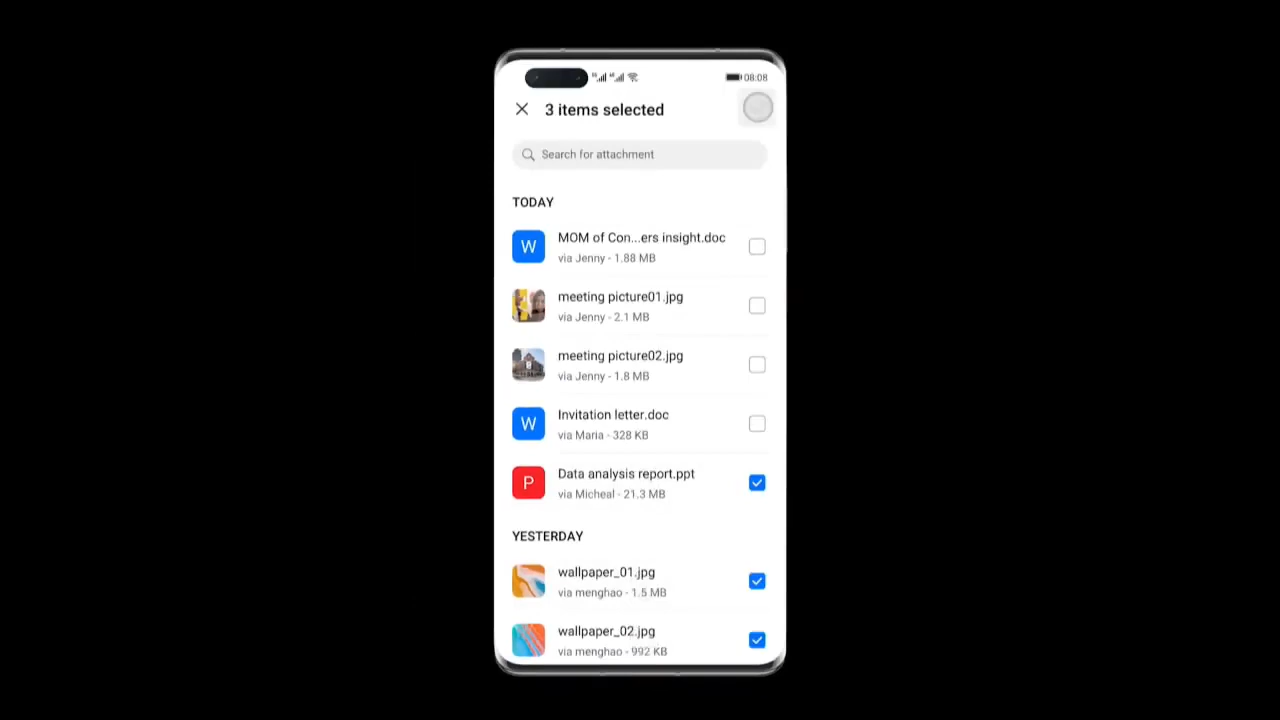 08:08
3 items selected
Search for attachment
TODAY
W
MOM of Con...ers insight.doc
via Jenny - 1.88 MB
meeting picture01.jpg
via Jenny - 2.1 MB
meeting picture02.jpg
via Jenny - 1.8 MB
W
Invitation letter.doc
via Maria - 328 KB
P
Data analysis report.ppt
via Micheal - 21.3 MB
YESTERDAY
wallpaper_01.jpg
via menghao - 1.5 MB
wallpaper_02.jpg
via menghao - 992 KB